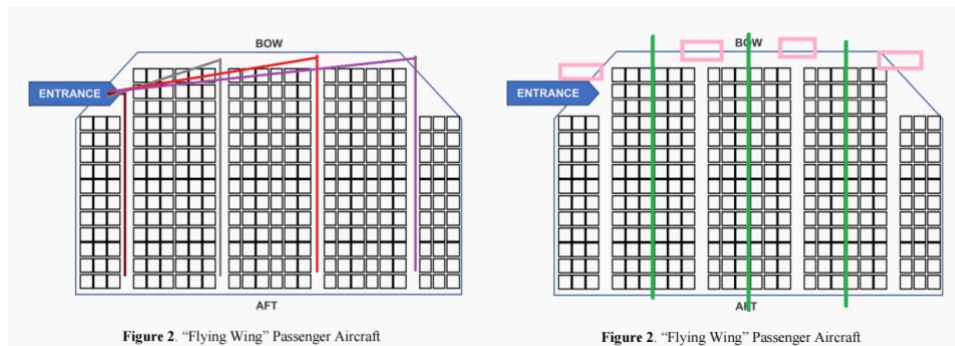 BOW
ENTRANCE
AFT
Figure 2. “Flying Wing” Passenger Aircraft
BOW
ENTRANCE
AFT
Figure 2. “Flying Wing” Passenger Aircraft